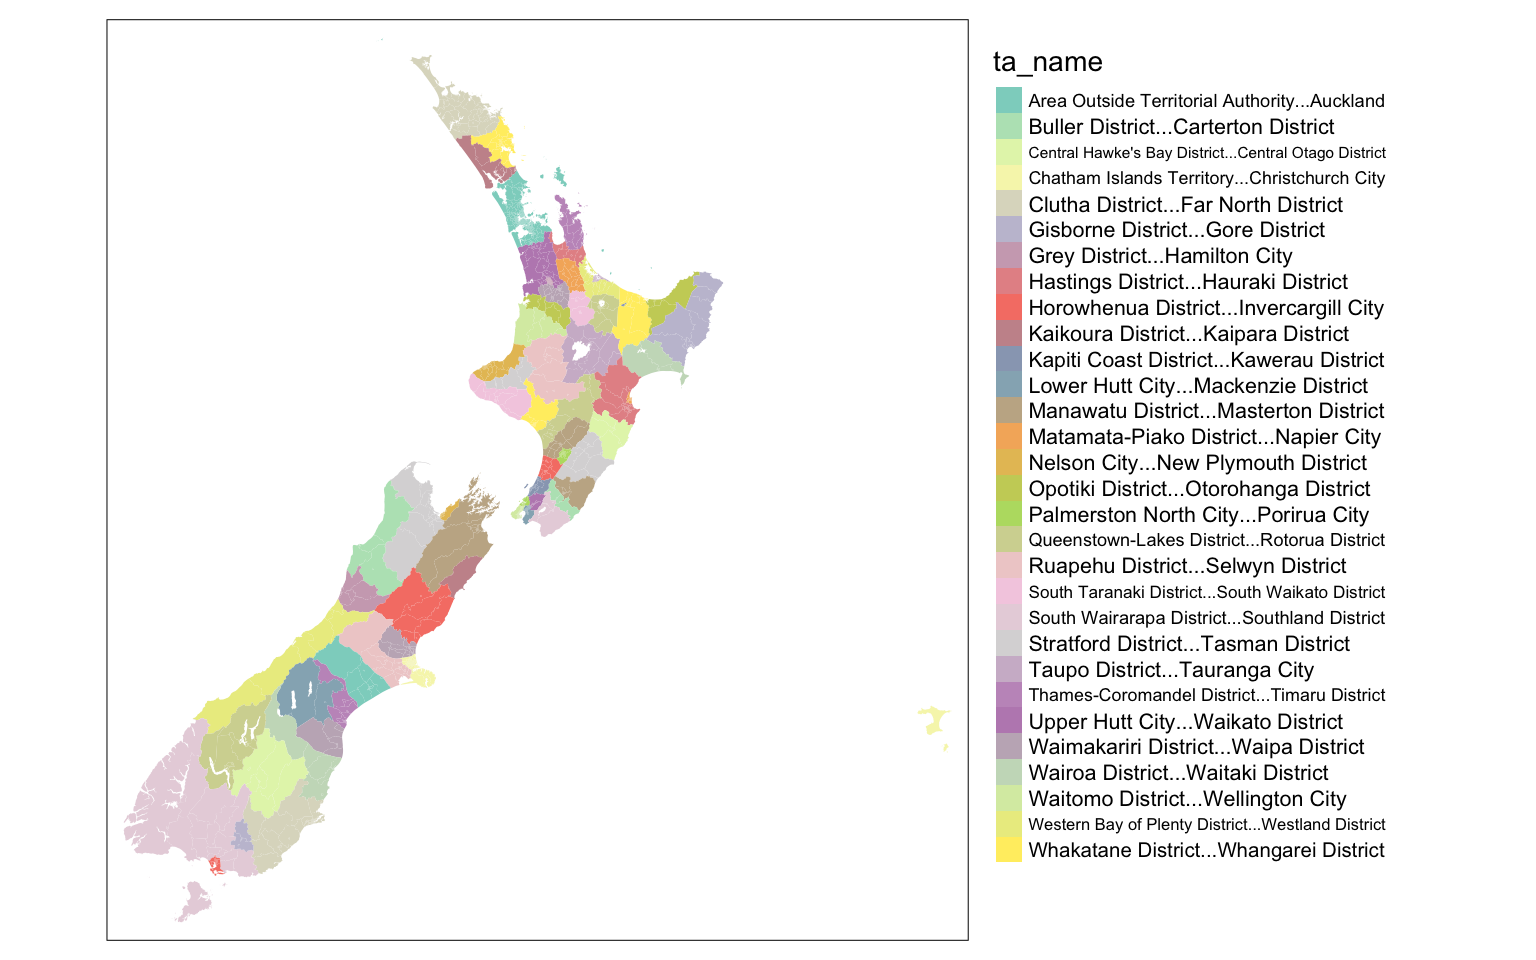 ta_name
Area Outside Territorial Authority...Auckland
Buller District...Carterton District
Central Hawke's Bay District...Central Otago District
Chatham Islands Territory...Christchurch City
Clutha District...Far North District
Gisborne District...Gore District
Grey District...Hamilton City
Hastings District...Hauraki District
Horowhenua District...Invercargill City
Kaikoura District...Kaipara District
Kapiti Coast District...Kawerau District
Lower Hutt City...Mackenzie District
Manawatu District...Masterton District
Matamata-Piako District...Napier City
Nelson City...New Plymouth District
Opotiki District...Otorohanga District
Palmerston North City...Porirua City
Queenstown-Lakes District...Rotorua District
Ruapehu District...Selwyn District
South Taranaki District...South Waikato District
South Wairarapa District...Southland District
Stratford District...Tasman District
Taupo District...Tauranga City
Thames-Coromandel District...Timaru District
Upper Hutt City...Waikato District
Waimakariri District...Waipa District
Wairoa District...Waitaki District
Waitomo District...Wellington City
Western Bay of Plenty District...Westland District
Whakatane District...Whangarei District